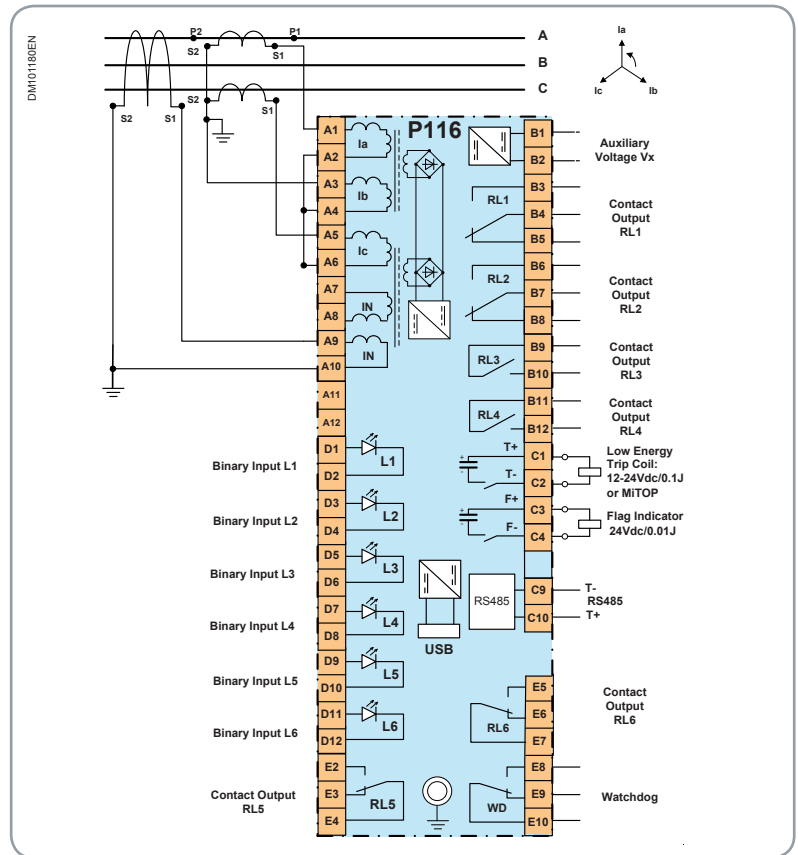 DM101180EN
P2
P1
A
S2
S1
B
S2
C
S2
S1
S1
Ia
Ic
Ib
P116
A1
Ia
A2
A3
Ib
A4
A5
Ic
A6
A7
IN
A8
A9
IN
A10
A11
A12
B1
Auxiliary
Voltage Vx
B2
B3
RL1
B4
Contact
Output
RL1
B5
B6
RL2
B7
Contact
Output
RL2
B8
B9
RL3
B10
Contact
Output
RL3
B11
RL4
B12
Contact
Output
RL4
Binary Input L1
D1
L1
D2
Binary Input L2
D3
L2
D4
Binary Input L3
D5
L3
D6
Binary Input L4
D7
L4
D8
Binary Input L5
D9
L5
D10
Binary Input L6
D11
L6
D12
Contact Output
RL5
E2
E3
RL5
E4
T+
+
-
C1
T-
C2
Low Energy
Trip Coil:
12-24Vdc/0.1J
or MiTOP
F+
+
-
C3
F-
C4
Flag Indicator
24Vdc/0.01J
USB
RS485
C9
T-
RS485
C10
T+
E5
E6
RL6
E7
Contact
Output
RL6
E8
WD
E9
Watchdog
E10